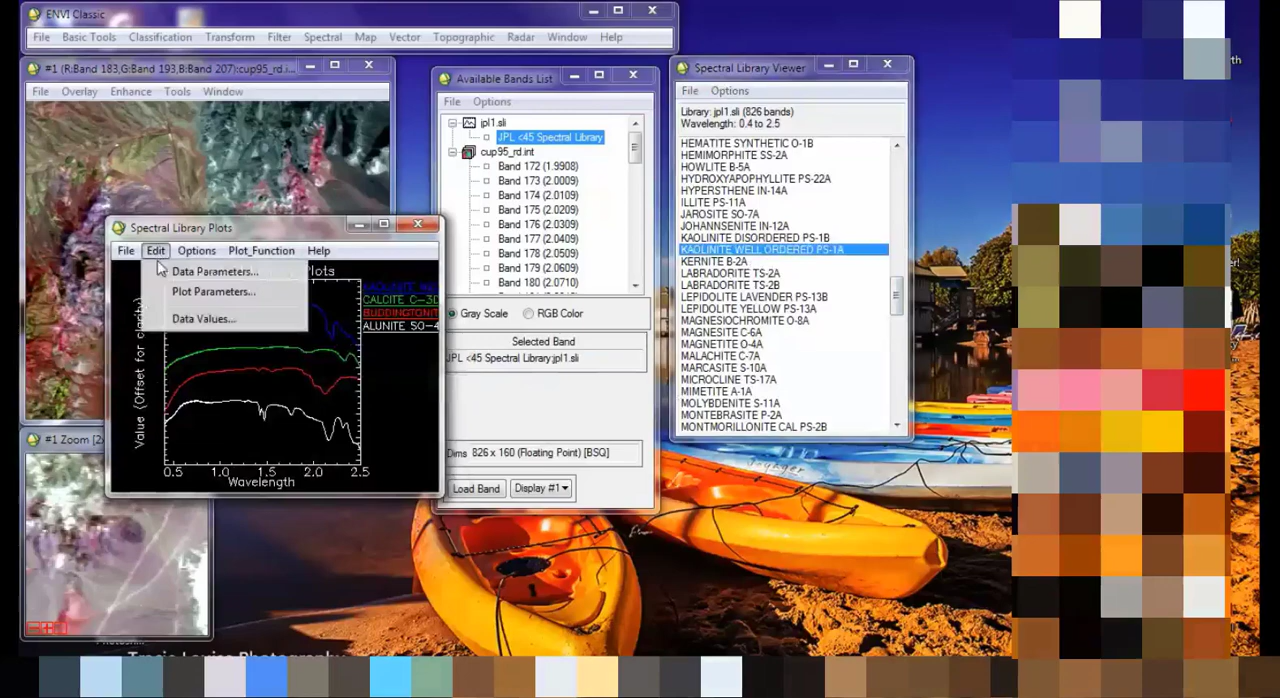 ENVI Classic
File Basic Tools Classification Transform Filter Spectral Map Vector Topographic Radar Window Help
#1 (R:Band 183,G:Band 193,B:Band 207):cup95_rd.i...
File Overlay Enhance Tools Window
Available Bands List
File Options
jpl1.sli
JPL <45 Spectral Library
cup95_rd.int
Band 172 (1.9908)
Band 173 (2.0009)
Band 174 (2.0109)
Band 175 (2.0209)
Band 176 (2.0309)
Band 177 (2.0409)
Band 178 (2.0509)
Band 179 (2.0609)
Band 180 (2.0710)
Gray Scale RGB Color
Selected Band
JPL <45 Spectral Library:jpl1.sli
Dims 826 x 160 (Floating Point) [BSQ]
Load Band Display #1
Spectral Library Viewer
File Options
Library: jpl1.sli (826 bands)
Wavelength: 0.4 to 2.5
HEMATITE SYNTHETIC O-1B
HEMIMORPHITE SS-2A
HOWLITE B-5A
HYDROXYAPOPHYLLITE PS-22A
HYPERSTHENE IN-14A
ILLITE PS-11A
JAROSITE SO-7A
JOHANNSENITE IN-12A
KAOLINITE DISORDERED PS-1B
KAOLINITE WELL ORDERED PS-1A
KERNITE B-2A
LABRADORITE TS-2A
LABRADORITE TS-2B
LEPIDOLITE LAVENDER PS-13B
LEPIDOLITE YELLOW PS-13A
MAGNESIOCHROMITE O-8A
MAGNESITE C-6A
MAGNETITE O-4A
MALACHITE C-7A
MARCASITE S-10A
MICROCLINE TS-17A
MIMETITE A-1A
MOLYBDENITE S-11A
MONTEBRASITE P-2A
MONTMORILLONITE CAL PS-2B
Spectral Library Plots
File Edit Options Plot_Function Help
Data Parameters...
Plot Parameters...
Data Values...
Plots
CALCITE C-3D
BUDDINGTONIT
ALUNITE SO-4
Value (Offset for clarity)
0.5 1.0 1.5 2.0 2.5
Wavelength
#1 Zoom [2x
Voyager